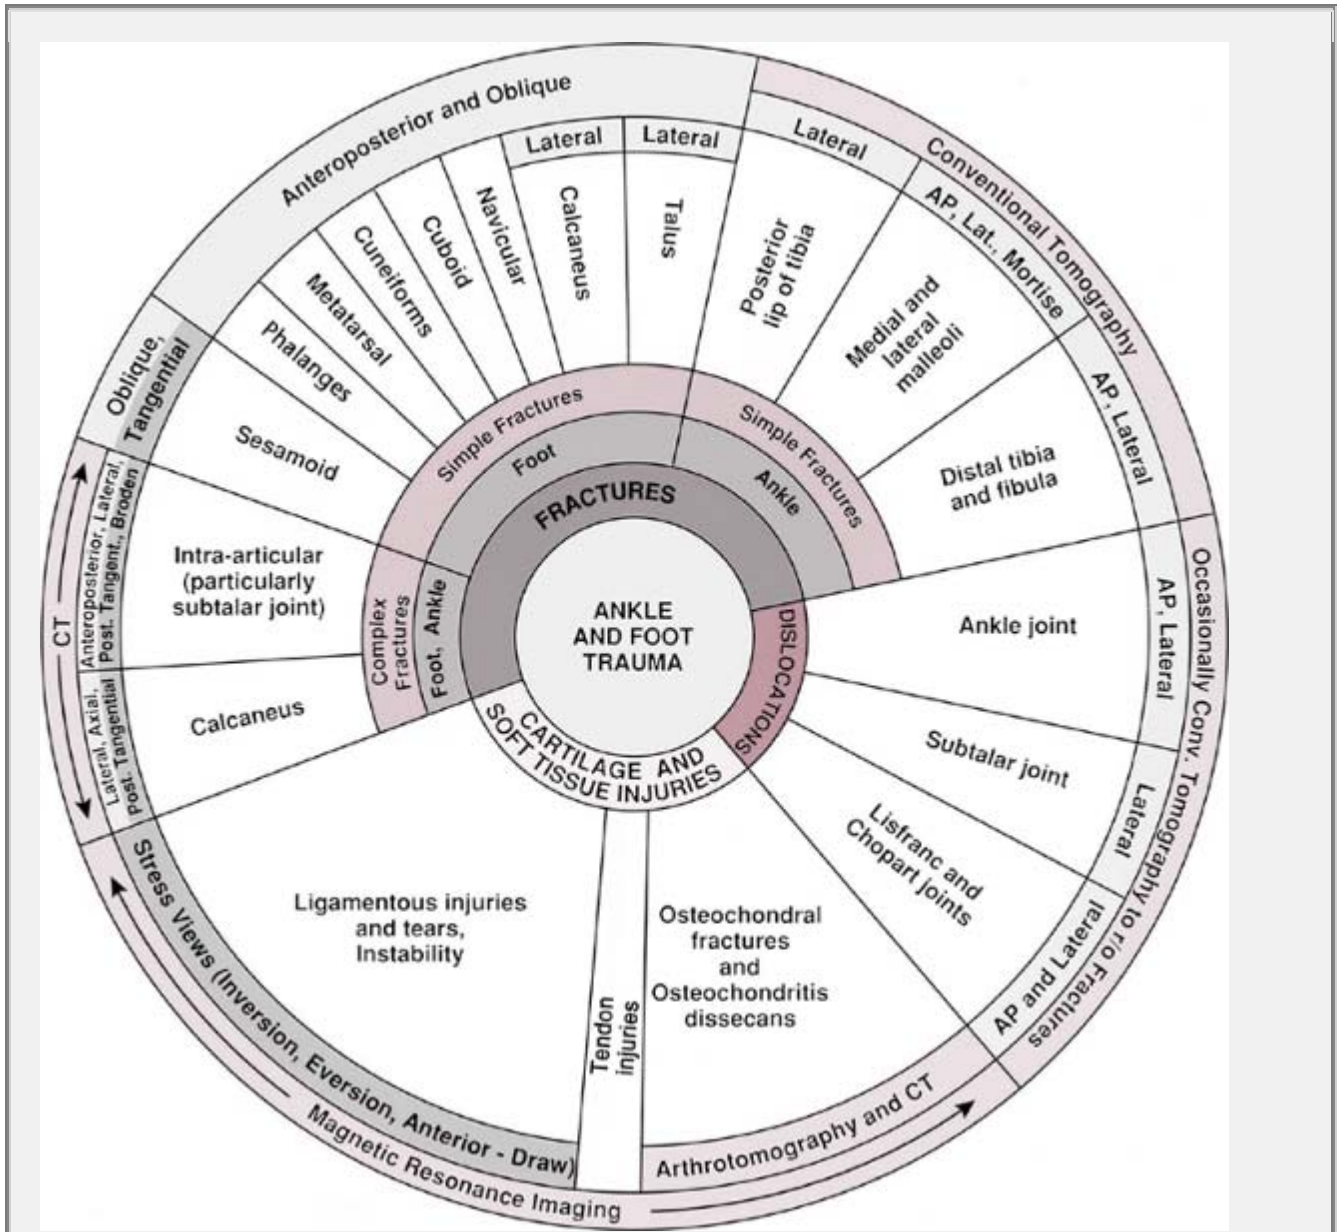 ANKLE
AND FOOT
TRAUMA
FRACTURES
DISLOCATIONS
CARTILAGE AND
SOFT TISSUE INJURIES
Foot
Ankle
Foot, Ankle
Simple Fractures
Simple Fractures
Complex
Fractures
Anteroposterior and Oblique
Lateral
Lateral
Talus
Calcaneus
Navicular
Cuboid
Cuneiforms
Metatarsal
Phalanges
Oblique,
Tangential
Sesamoid
CT
Anteroposterior, Lateral,
Post. Tangent., Broden
Intra-articular
(particularly
subtalar joint)
Lateral, Axial,
Post. Tangential
Calcaneus
Conventional Tomography
Lateral
Posterior
lip of tibia
AP, Lat., Mortise
Medial and
lateral
malleoli
AP, Lateral
Distal tibia
and fibula
Occasionally Conv. Tomography to r/o Fractures
AP, Lateral
Ankle joint
Lateral
Subtalar joint
AP and Lateral
Lisfranc and
Chopart joints
Arthrotomography and CT
Osteochondral
fractures
and
Osteochondritis
dissecans
Tendon
injuries
Ligamentous injuries
and tears,
Instability
Stress Views (Inversion, Eversion, Anterior - Draw)
Magnetic Resonance Imaging